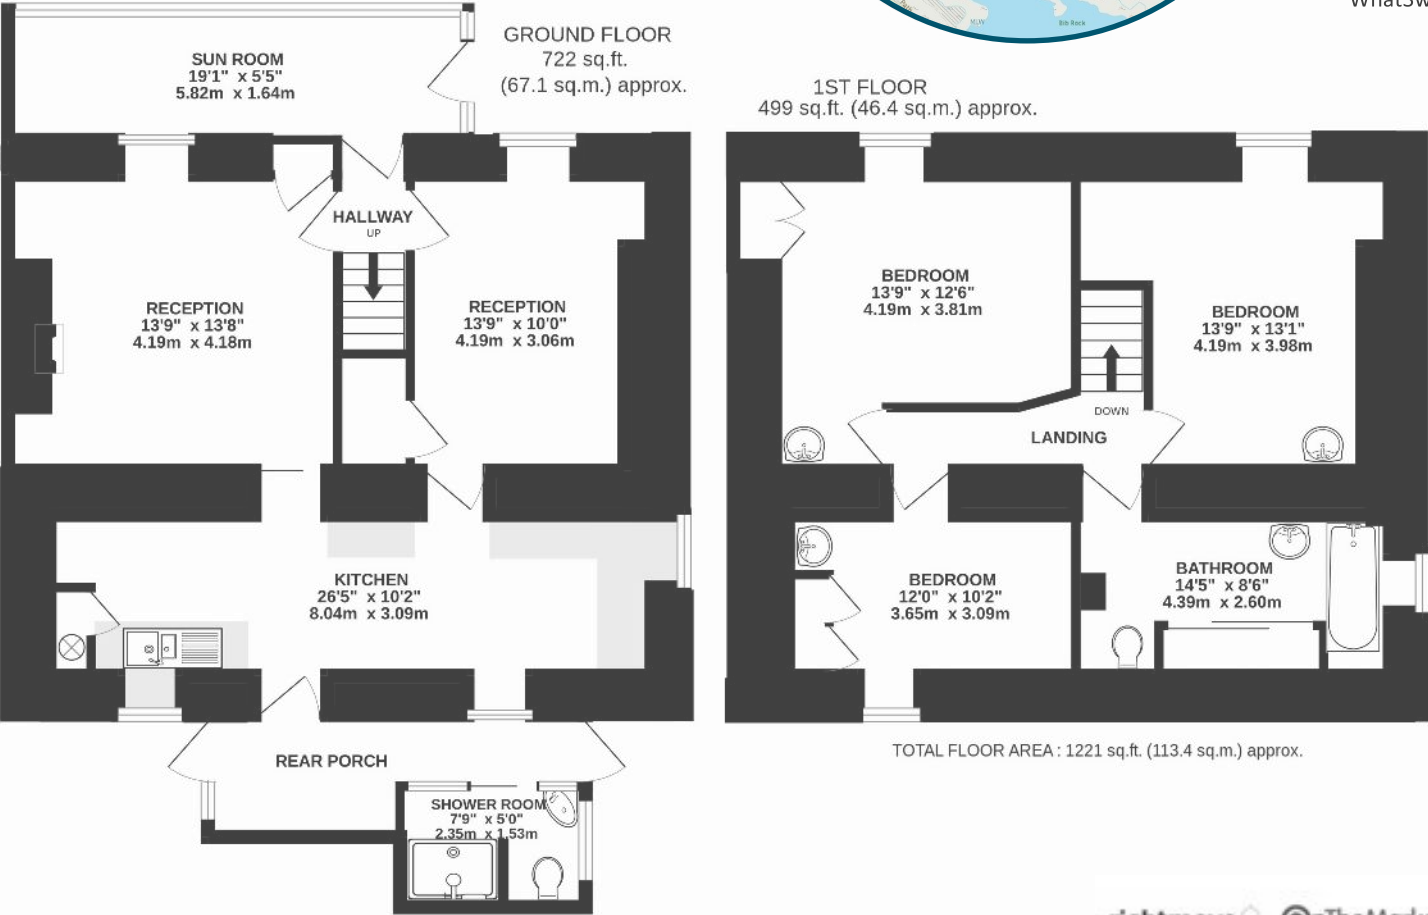 WhatSw
MLW
Bib Rock
GROUND FLOOR
722 sq.ft.
(67.1 sq.m.) approx.
SUN ROOM
19'1" x 5'5"
5.82m x 1.64m
HALLWAY
UP
RECEPTION
13'9" x 13'8"
4.19m x 4.18m
RECEPTION
13'9" x 10'0"
4.19m x 3.06m
KITCHEN
26'5" x 10'2"
8.04m x 3.09m
REAR PORCH
SHOWER ROOM
7'9" x 5'0"
2.35m x 1.53m
1ST FLOOR
499 sq.ft. (46.4 sq.m.) approx.
BEDROOM
13'9" x 12'6"
4.19m x 3.81m
BEDROOM
13'9" x 13'1"
4.19m x 3.98m
DOWN
LANDING
BEDROOM
12'0" x 10'2"
3.65m x 3.09m
BATHROOM
14'5" x 8'6"
4.39m x 2.60m
TOTAL FLOOR AREA : 1221 sq.ft. (113.4 sq.m.) approx.